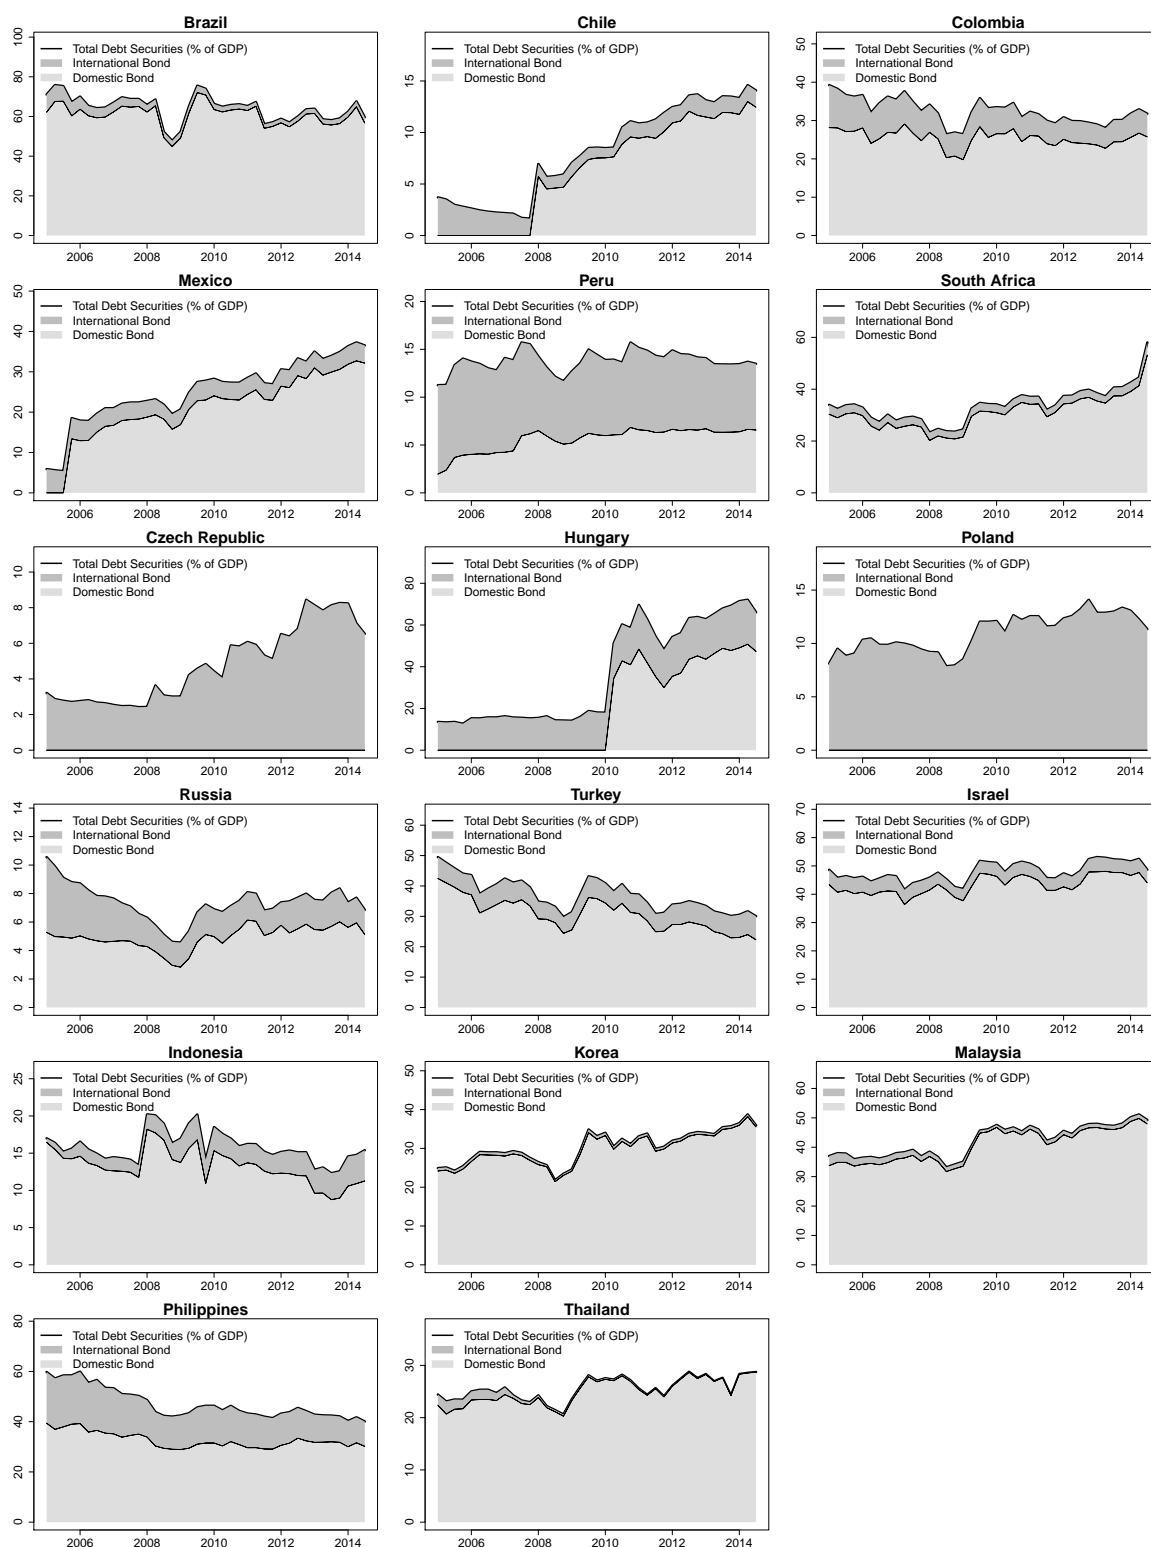 Brazil
Total Debt Securities (% of GDP)
International Bond
Domestic Bond
0 20 40 60 80 100
2006 2008 2010 2012 2014
Chile
Total Debt Securities (% of GDP)
International Bond
Domestic Bond
0 5 10 15
2006 2008 2010 2012 2014
Colombia
Total Debt Securities (% of GDP)
International Bond
Domestic Bond
0 10 20 30 40 50
2006 2008 2010 2012 2014
Mexico
Total Debt Securities (% of GDP)
International Bond
Domestic Bond
0 10 20 30 40 50
2006 2008 2010 2012 2014
Peru
Total Debt Securities (% of GDP)
International Bond
Domestic Bond
0 5 10 15 20
2006 2008 2010 2012 2014
South Africa
Total Debt Securities (% of GDP)
International Bond
Domestic Bond
0 20 40 60
2006 2008 2010 2012 2014
Czech Republic
Total Debt Securities (% of GDP)
International Bond
Domestic Bond
0 2 4 6 8 10
2006 2008 2010 2012 2014
Hungary
Total Debt Securities (% of GDP)
International Bond
Domestic Bond
0 20 40 60 80
2006 2008 2010 2012 2014
Poland
Total Debt Securities (% of GDP)
International Bond
Domestic Bond
0 5 10 15
2006 2008 2010 2012 2014
Russia
Total Debt Securities (% of GDP)
International Bond
Domestic Bond
0 2 4 6 8 10 12 14
2006 2008 2010 2012 2014
Turkey
Total Debt Securities (% of GDP)
International Bond
Domestic Bond
0 10 20 30 40 50 60
2006 2008 2010 2012 2014
Israel
Total Debt Securities (% of GDP)
International Bond
Domestic Bond
0 10 20 30 40 50 60 70
2006 2008 2010 2012 2014
Indonesia
Total Debt Securities (% of GDP)
International Bond
Domestic Bond
0 5 10 15 20 25
2006 2008 2010 2012 2014
Korea
Total Debt Securities (% of GDP)
International Bond
Domestic Bond
0 10 20 30 40 50
2006 2008 2010 2012 2014
Malaysia
Total Debt Securities (% of GDP)
International Bond
Domestic Bond
0 10 20 30 40 50 60
2006 2008 2010 2012 2014
Philippines
Total Debt Securities (% of GDP)
International Bond
Domestic Bond
0 20 40 60 80
2006 2008 2010 2012 2014
Thailand
Total Debt Securities (% of GDP)
International Bond
Domestic Bond
0 10 20 30
2006 2008 2010 2012 2014